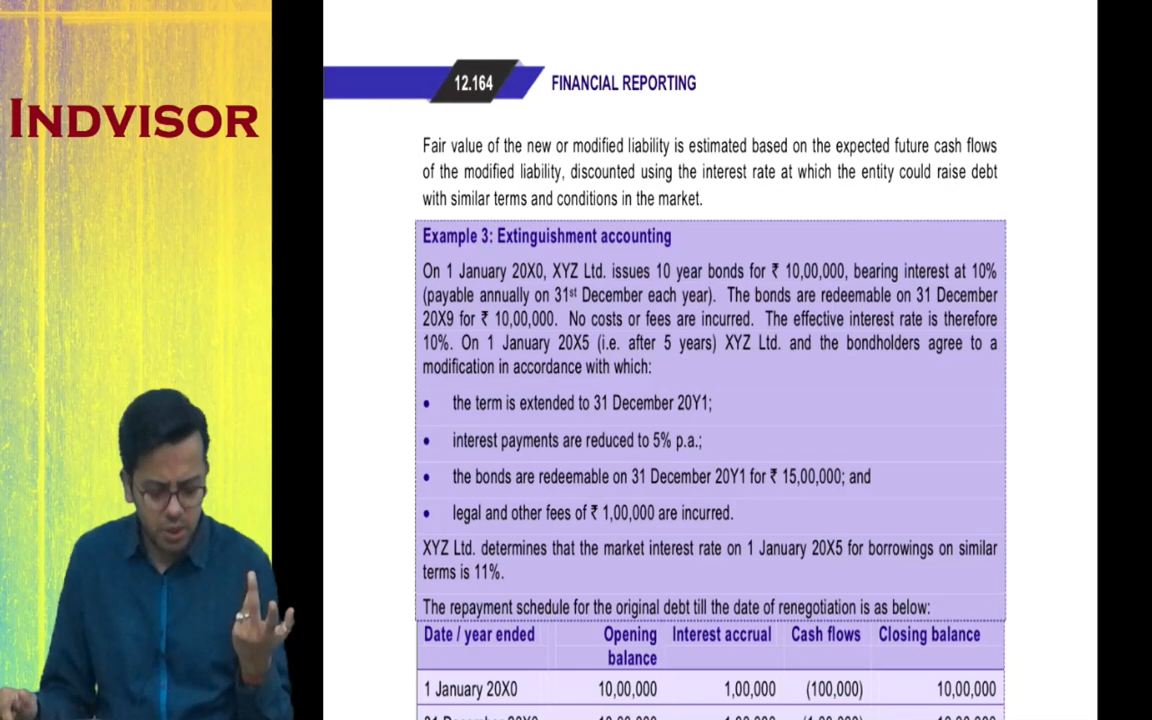 INDVISOR
12.164 FINANCIAL REPORTING
Fair value of the new or modified liability is estimated based on the expected future cash flows
of the modified liability, discounted using the interest rate at which the entity could raise debt
with similar terms and conditions in the market.
Example 3: Extinguishment accounting
On 1 January 20X0, XYZ Ltd. issues 10 year bonds for ₹ 10,00,000, bearing interest at 10%
(payable annually on 31st December each year). The bonds are redeemable on 31 December
20X9 for ₹ 10,00,000. No costs or fees are incurred. The effective interest rate is therefore
10%. On 1 January 20X5 (i.e. after 5 years) XYZ Ltd. and the bondholders agree to a
modification in accordance with which:
• the term is extended to 31 December 20Y1;
• interest payments are reduced to 5% p.a.;
• the bonds are redeemable on 31 December 20Y1 for ₹ 15,00,000; and
• legal and other fees of ₹ 1,00,000 are incurred.
XYZ Ltd. determines that the market interest rate on 1 January 20X5 for borrowings on similar
terms is 11%.
The repayment schedule for the original debt till the date of renegotiation is as below:
Date / year ended Opening balance Interest accrual Cash flows Closing balance
1 January 20X0 10,00,000 1,00,000 (100,000) 10,00,000